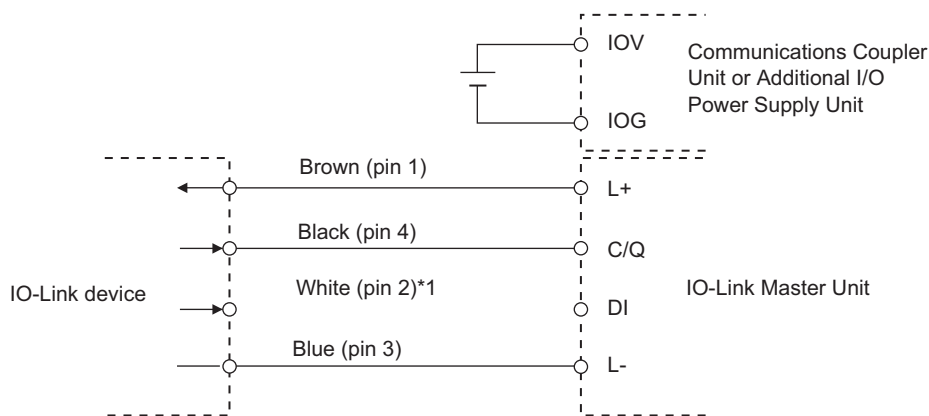 IOV
Communications Coupler
Unit or Additional I/O
Power Supply Unit
IOG
Brown (pin 1)
L+
Black (pin 4)
C/Q
IO-Link device
White (pin 2)*1
DI
IO-Link Master Unit
Blue (pin 3)
L-